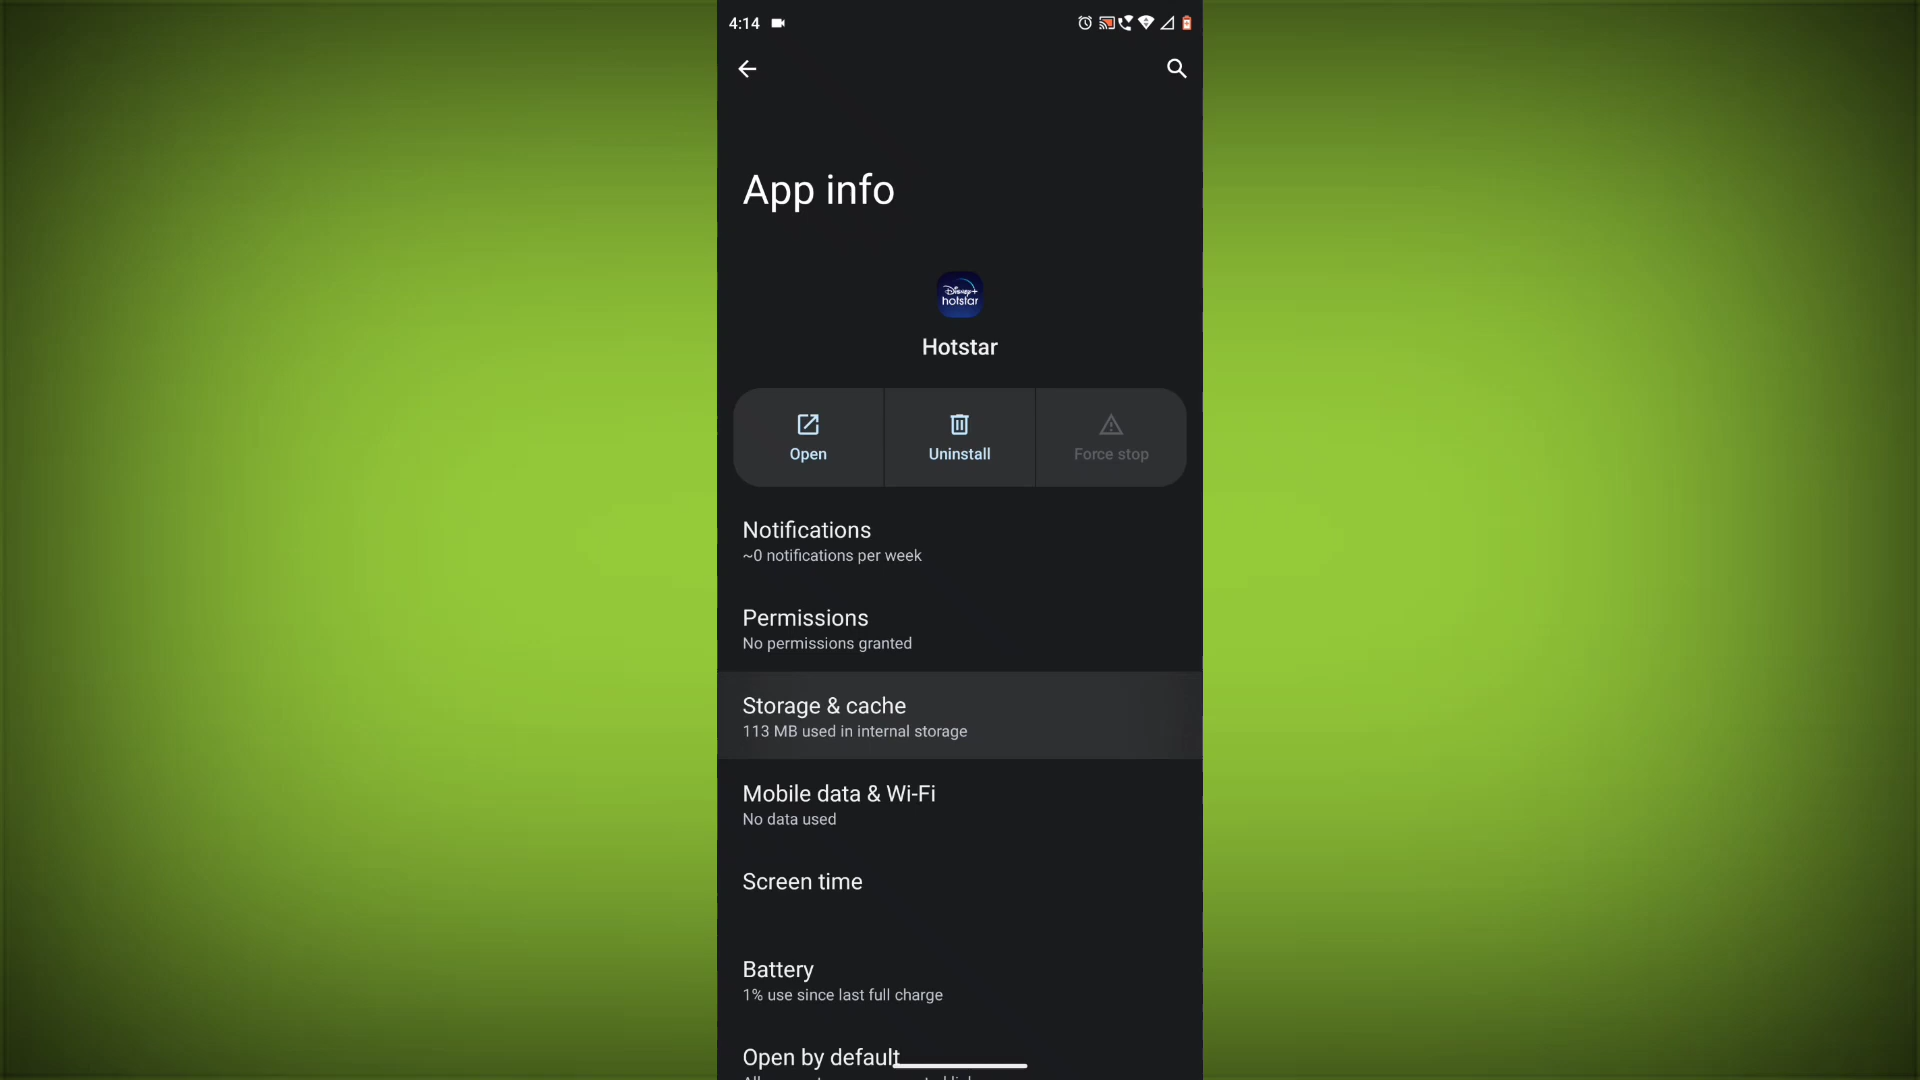 4:14
App info
Disney+
hotstar
Hotstar
Open
Uninstall
Force stop
Notifications
~0 notifications per week
Permissions
No permissions granted
Storage & cache
113 MB used in internal storage
Mobile data & Wi-Fi
No data used
Screen time
Battery
1% use since last full charge
Open by default